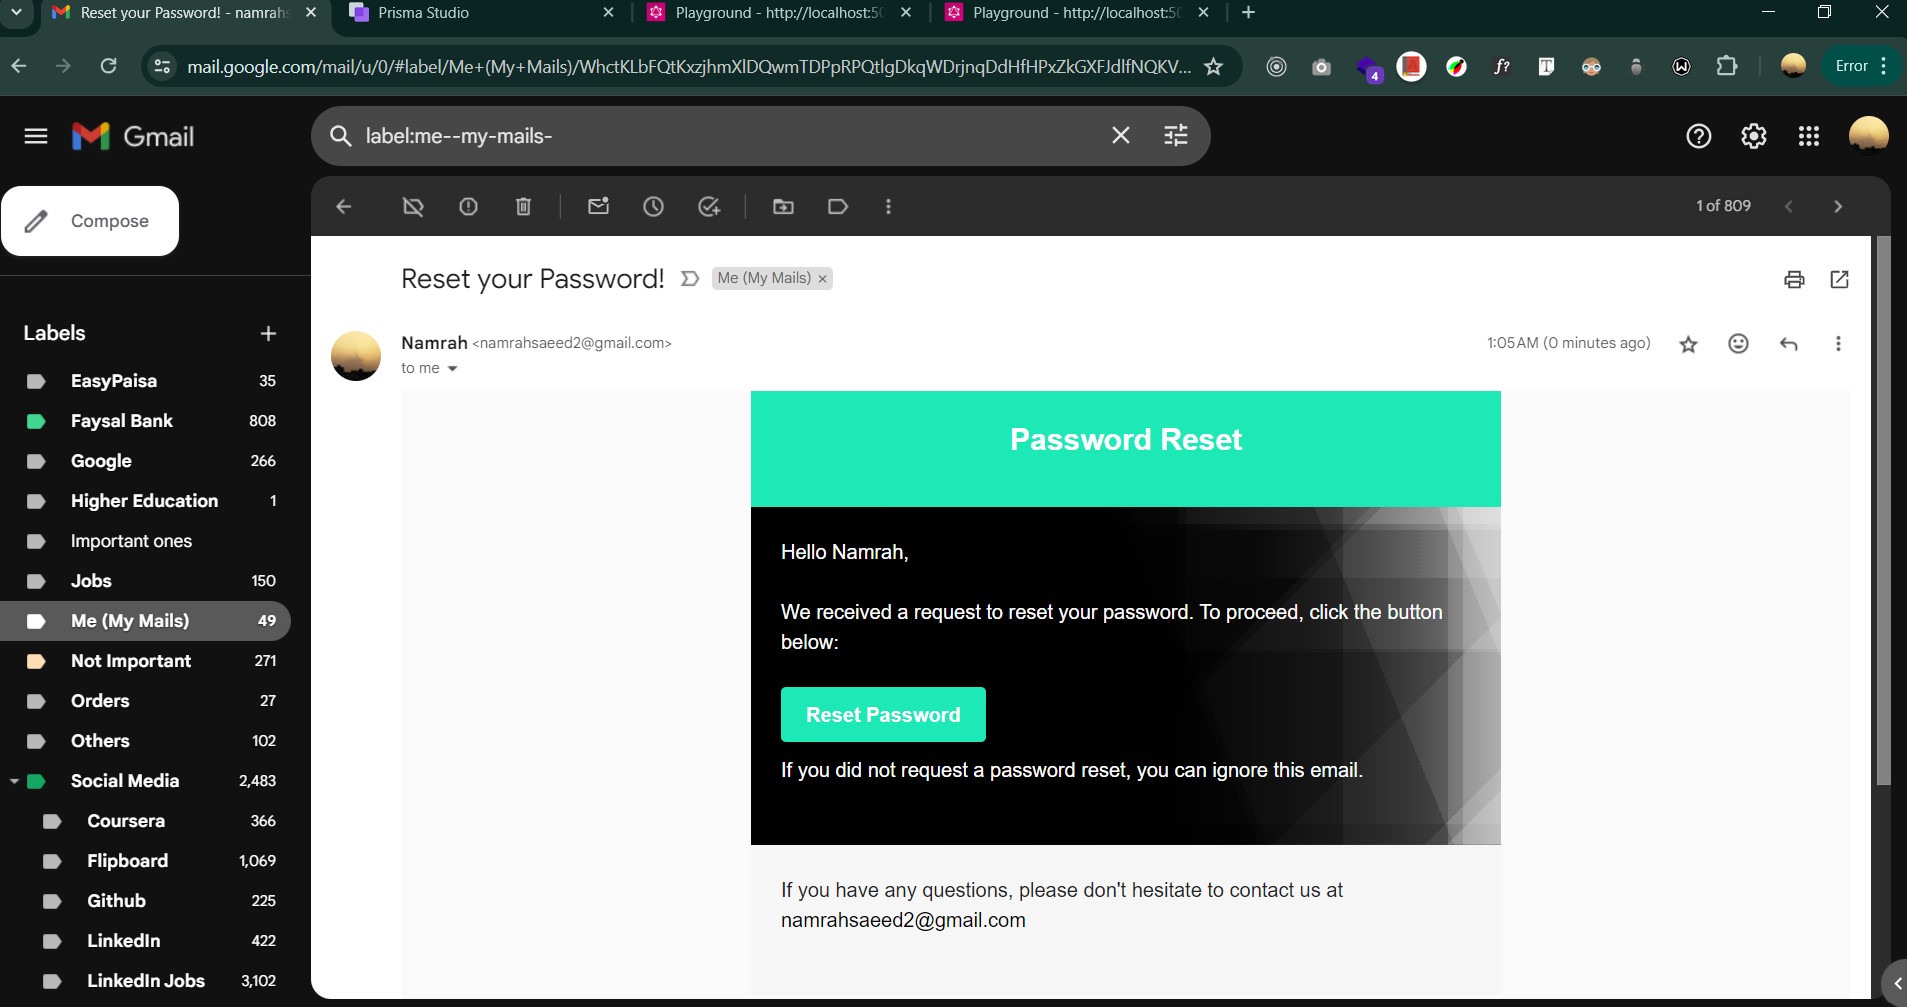 Reset your Password! - namrahs
Prisma Studio
Playground - http://localhost:50
Playground - http://localhost:50
mail.google.com/mail/u/0/#label/Me+(My+Mails)/WhctKLbFQtKxzjhmXlDQwmTDPpRPQtlgDkqWDrjnqDdHfHPxZkGXFJdlfNQKV...
4
f?
T
W
Error
Gmail
label:me--my-mails-
Compose
1 of 809
Labels
EasyPaisa 35
Faysal Bank 808
Google 266
Higher Education 1
Important ones
Jobs 150
Me (My Mails) 49
Not Important 271
Orders 27
Others 102
Social Media 2,483
Coursera 366
Flipboard 1,069
Github 225
LinkedIn 422
LinkedIn Jobs 3,102
Reset your Password! Me (My Mails)
Namrah <namrahsaeed2@gmail.com> 1:05 AM (0 minutes ago)
to me
Password Reset
Hello Namrah,
We received a request to reset your password. To proceed, click the button
below:
Reset Password
If you did not request a password reset, you can ignore this email.
If you have any questions, please don't hesitate to contact us at
namrahsaeed2@gmail.com